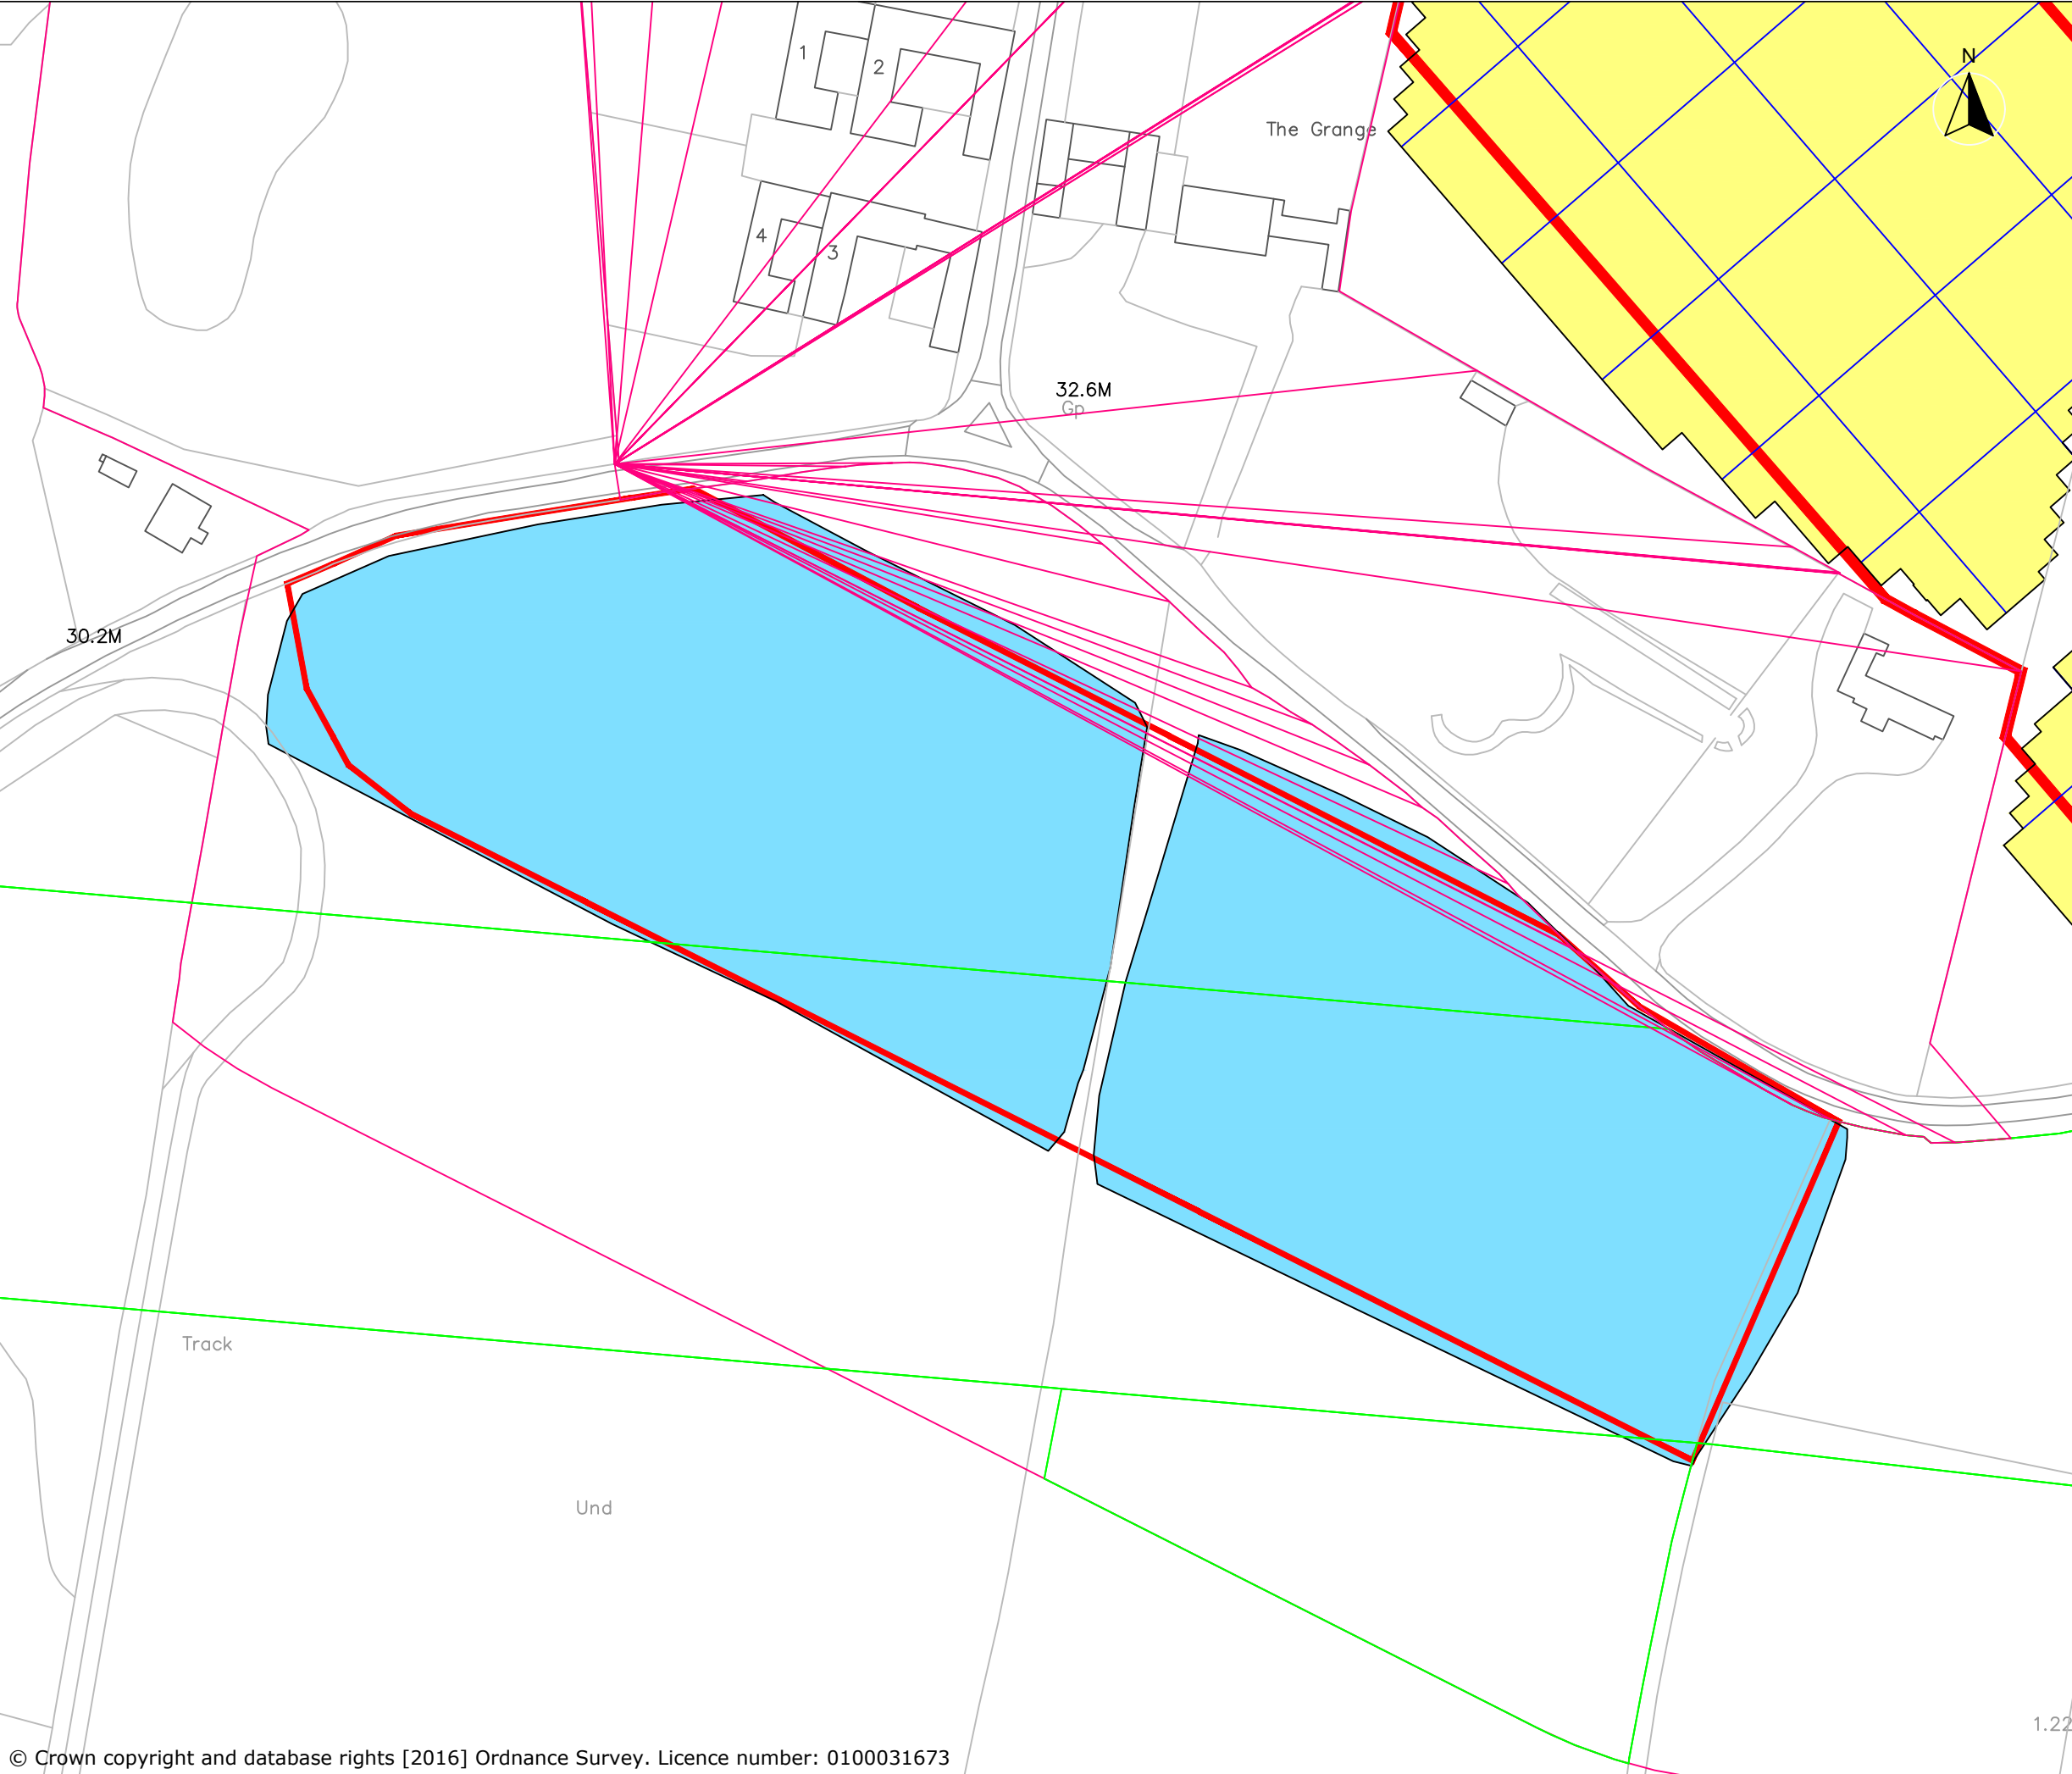 N
1
2
The Grange
4
3
32.6M
Gp
30.2M
Track
Und
1.22
© Crown copyright and database rights [2016] Ordnance Survey. Licence number: 0100031673